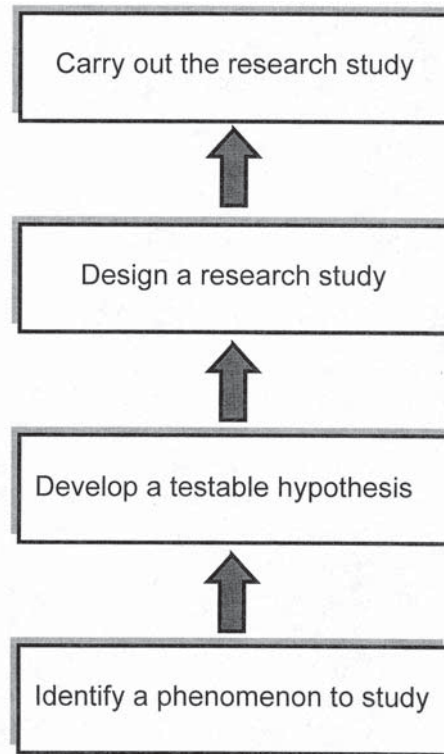 Carry out the research study
Design a research study
Develop a testable hypothesis
Identify a phenomenon to study